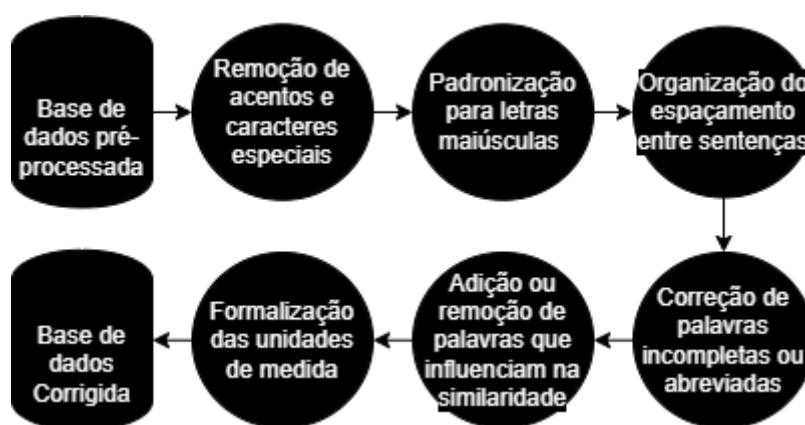 Base de
dados pré-
processada
Remoção de
acentos e
caracteres
especiais
Padronização
para letras
maiúsculas
Organização do
espaçamento
entre sentenças
Correção de
palavras
incompletas ou
abreviadas
Adição ou
remoção de
palavras que
influenciam na
similaridade
Formalização
das unidades
de medida
Base de
dados
Corrigida